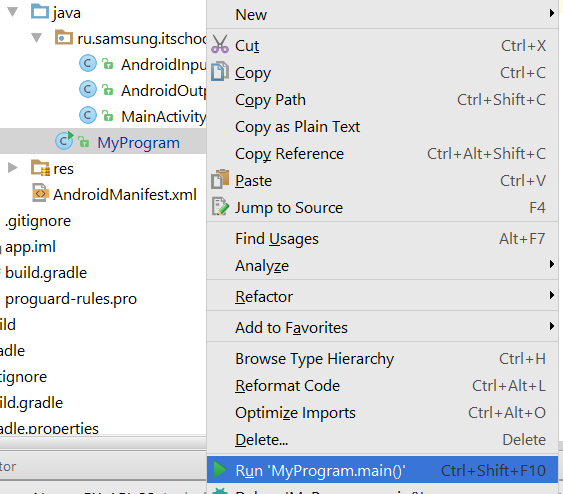 java
ru.samsung.itschoo
AndroidInpu
AndroidOutp
MainActivity
MyProgram
res
AndroidManifest.xml
.gitignore
app.iml
build.gradle
proguard-rules.pro
ild
adle
itignore
ild.gradle
adle.properties
tor
New
Cut Ctrl+X
Copy Ctrl+C
Copy Path Ctrl+Shift+C
Copy as Plain Text
Copy Reference Ctrl+Alt+Shift+C
Paste Ctrl+V
Jump to Source F4
Find Usages Alt+F7
Analyze
Refactor
Add to Favorites
Browse Type Hierarchy Ctrl+H
Reformat Code Ctrl+Alt+L
Optimize Imports Ctrl+Alt+O
Delete... Delete
Run 'MyProgram.main()' Ctrl+Shift+F10